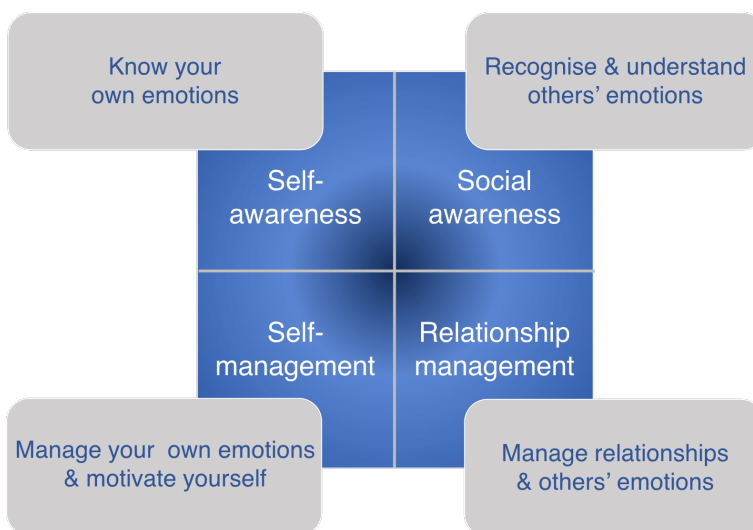 Know your
own emotions
Recognise & understand
others’ emotions
Self-
awareness
Social
awareness
Self-
management
Relationship
management
Manage your  own emotions
& motivate yourself
Manage relationships
& others’ emotions